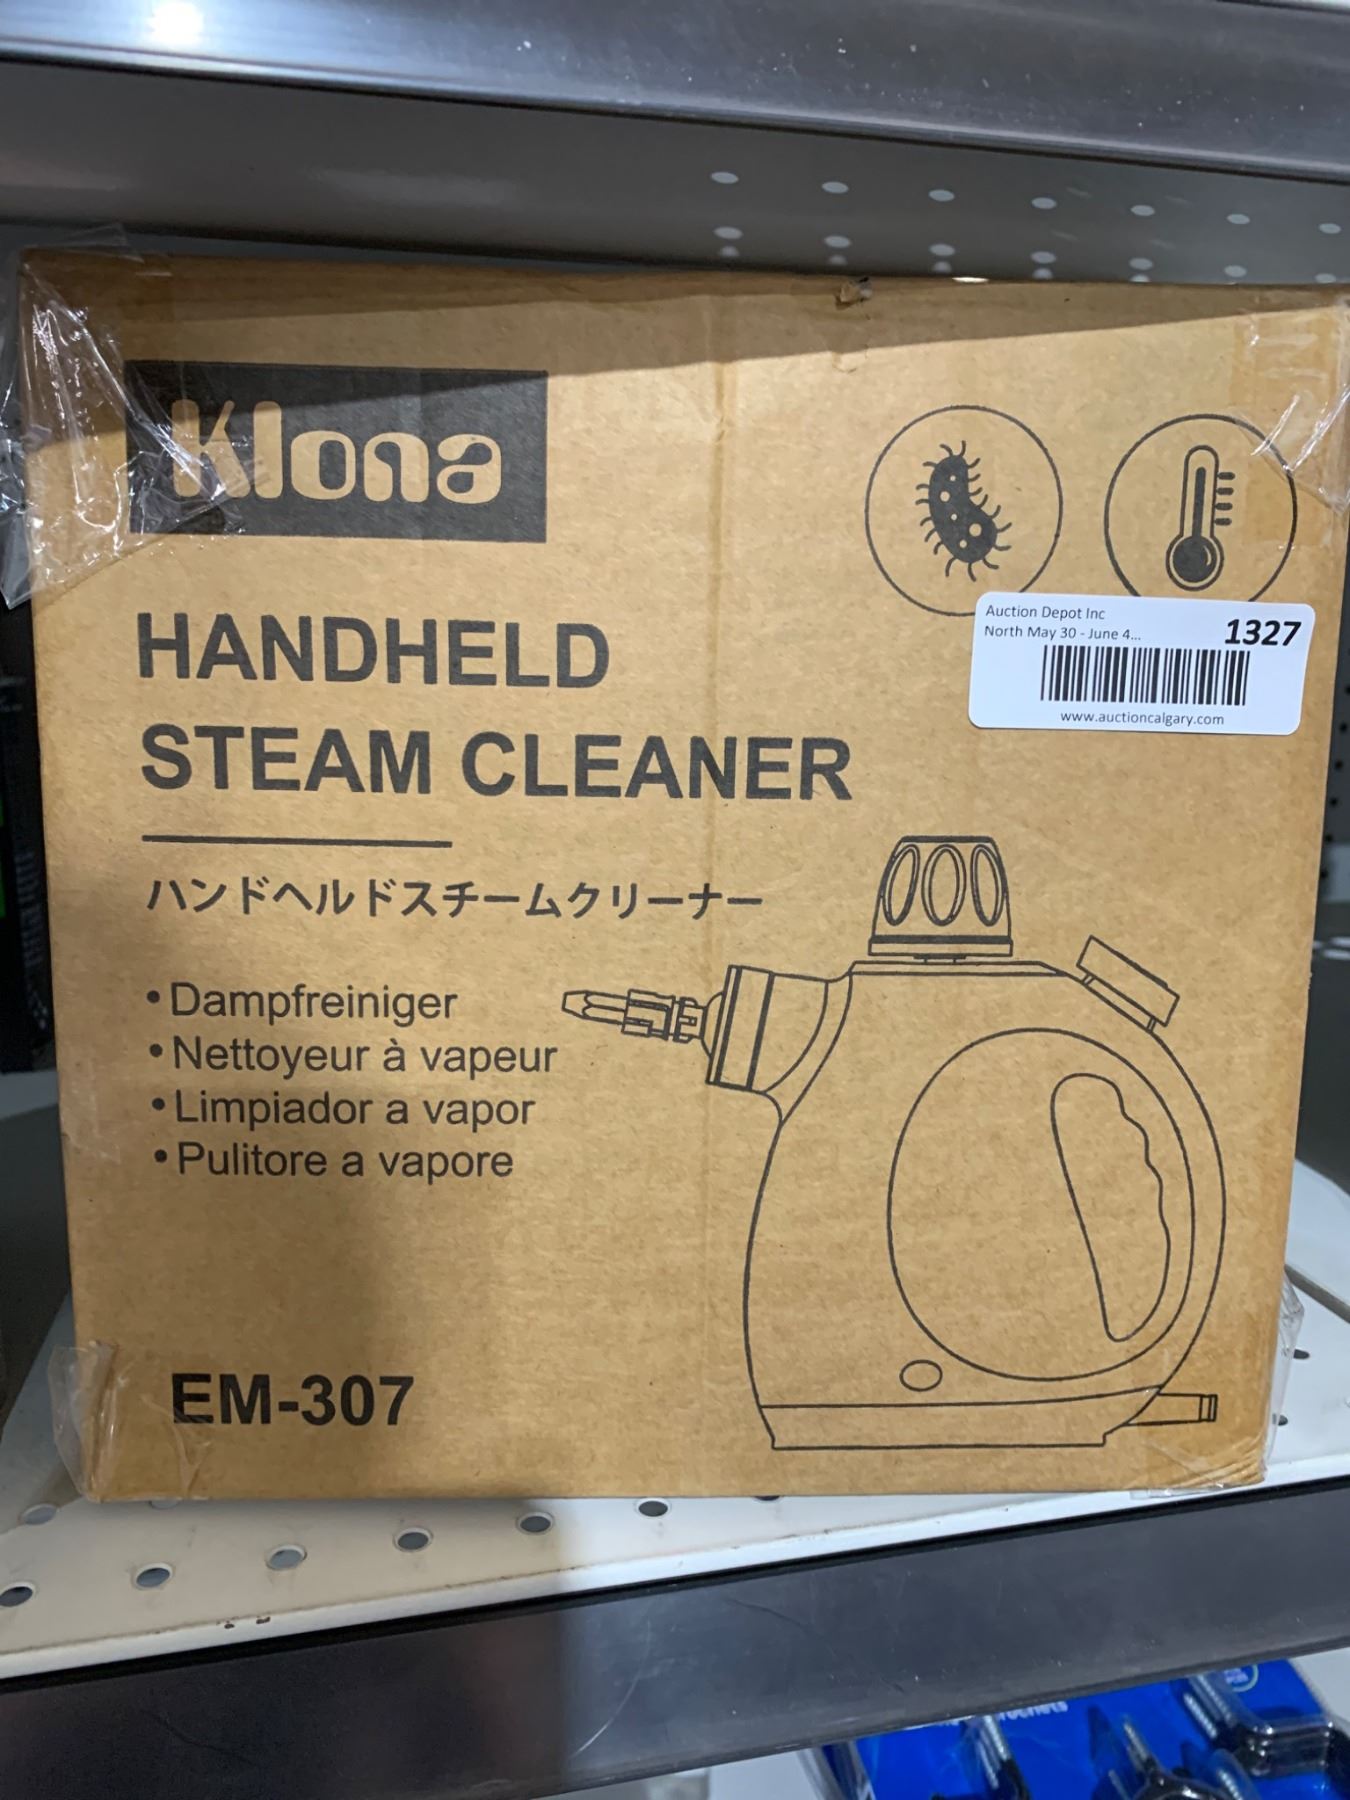 Klona
Auction Depot Inc
North May 30 - June 4...
1327
www.auctioncalgary.com
HANDHELD
STEAM CLEANER
ハンドヘルドスチームクリーナー
•Dampfreiniger
•Nettoyeur à vapeur
•Limpiador a vapor
•Pulitore a vapore
EM-307